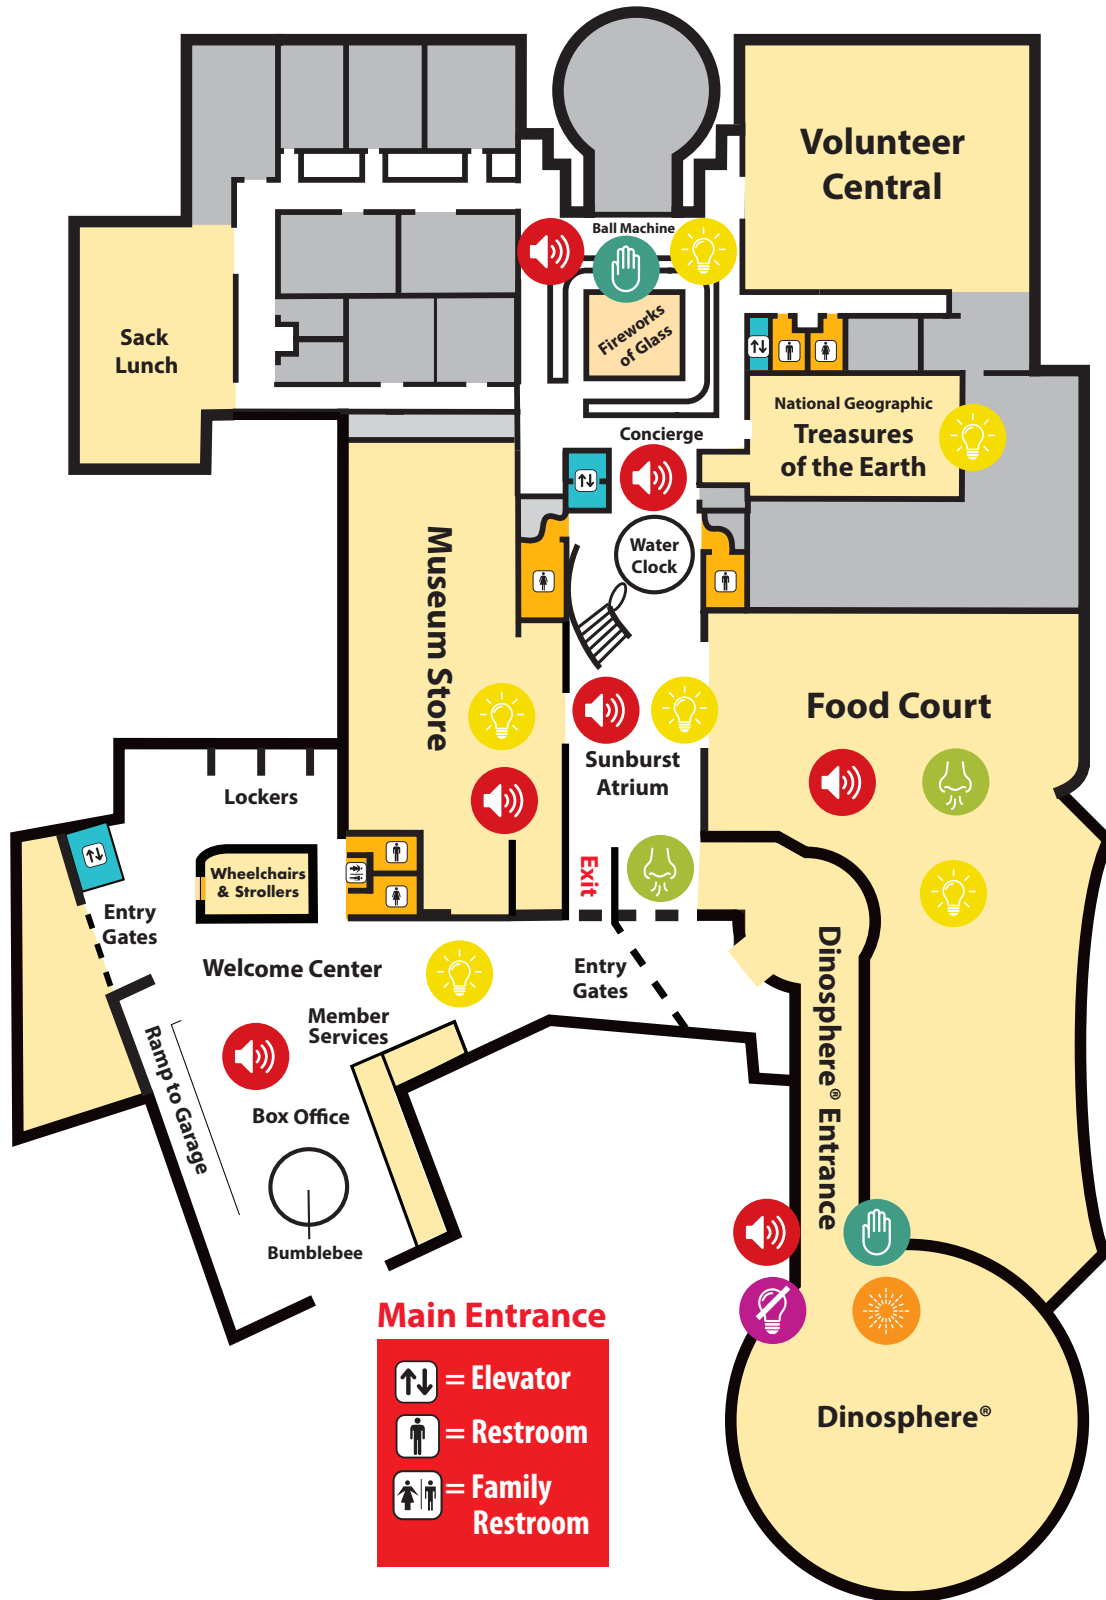 Volunteer
Central
Ball Machine
Fireworks
of Glass
Sack
Lunch
National Geographic
Treasures
of the Earth
Concierge
Water
Clock
Museum Store
Food Court
Sunburst
Atrium
Lockers
Wheelchairs
& Strollers
Exit
Entry
Gates
Welcome Center
Entry
Gates
Member
Services
Ramp to Garage
Box Office
Bumblebee
Dinosphere® Entrance
Main Entrance
= Elevator
= Restroom
= Family
Restroom
Dinosphere®